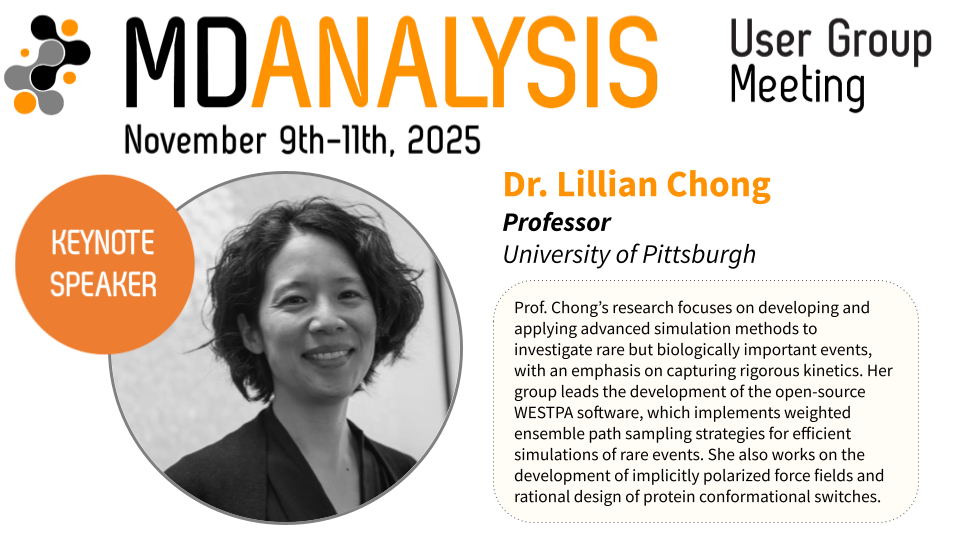 MDANALYSIS
User Group
Meeting
November 9th-11th, 2025
KEYNOTE
SPEAKER
Dr. Lillian Chong
Professor
University of Pittsburgh
Prof. Chong’s research focuses on developing and
applying advanced simulation methods to
investigate rare but biologically important events,
with an emphasis on capturing rigorous kinetics. Her
group leads the development of the open-source
WESTPA software, which implements weighted
ensemble path sampling strategies for efficient
simulations of rare events. She also works on the
development of implicitly polarized force fields and
rational design of protein conformational switches.